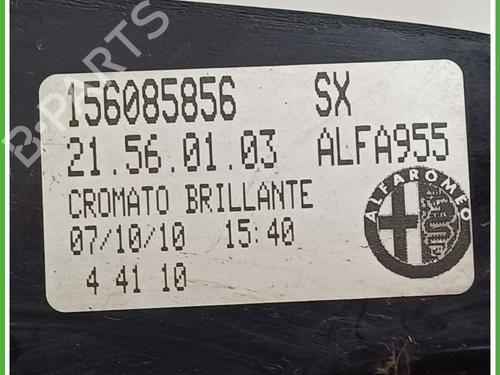 156085856 SX
21.56.01.03 ALFA955
CROMATO BRILLANTE
07/10/10 15:40
4 41 10
ALFA ROMEO
B-PARTS